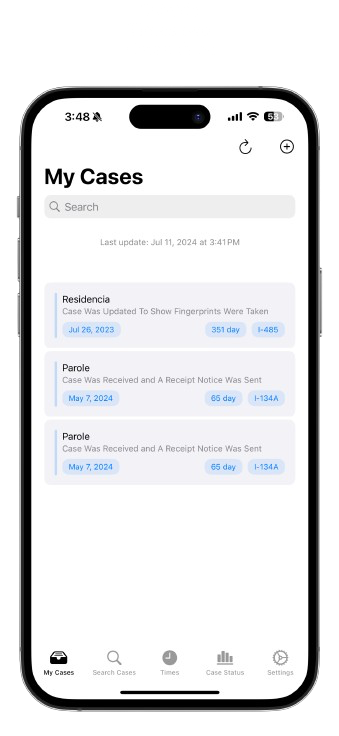 3:48
53
My Cases
Search
Last update: Jul 11, 2024 at 3:41 PM
Residencia
Case Was Updated To Show Fingerprints Were Taken
Jul 26, 2023 351 day I-485
Parole
Case Was Received and A Receipt Notice Was Sent
May 7, 2024 65 day I-134A
Parole
Case Was Received and A Receipt Notice Was Sent
May 7, 2024 65 day I-134A
My Cases Search Cases Times Case Status Settings